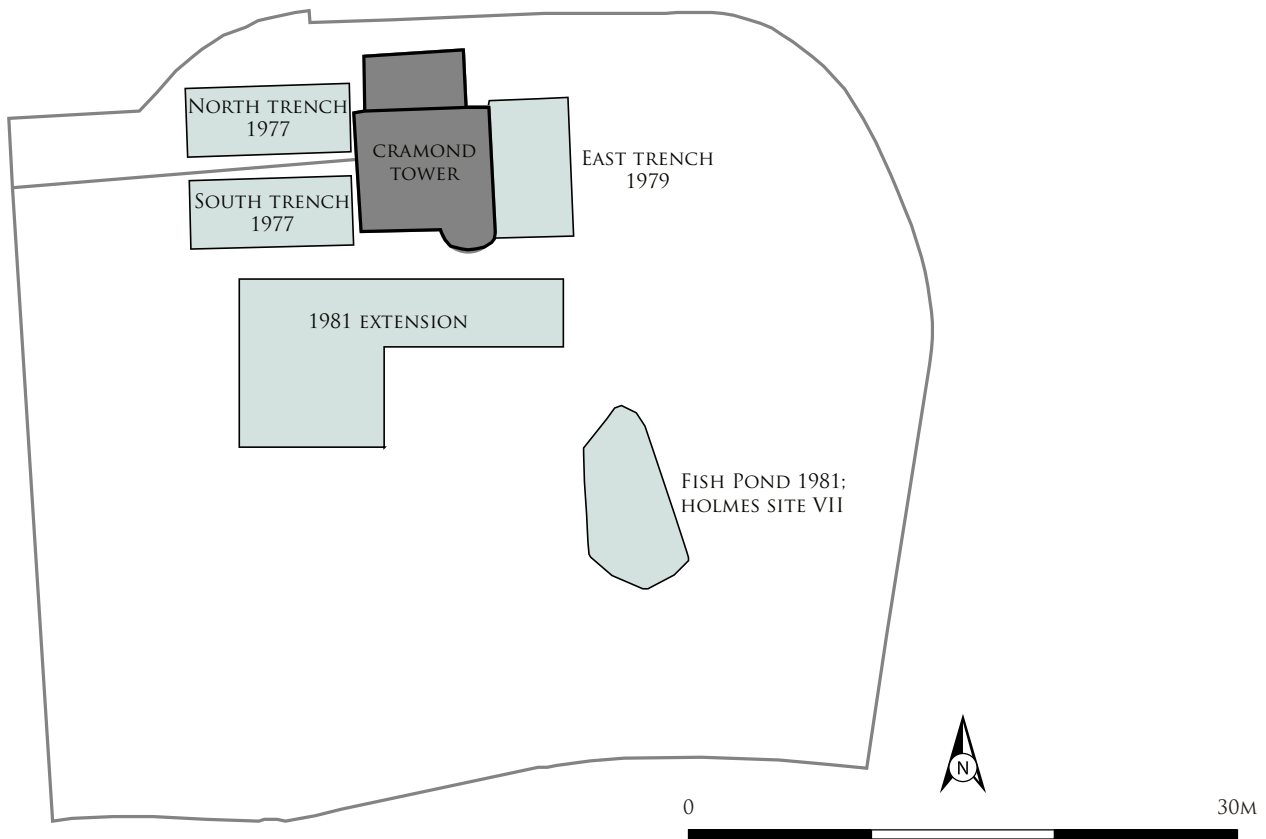 North trench
1977
cramond
tower
East trench
1979
South trench
1977
1981 extension
Fish Pond 1981;
holmes site VII
N
0
30m